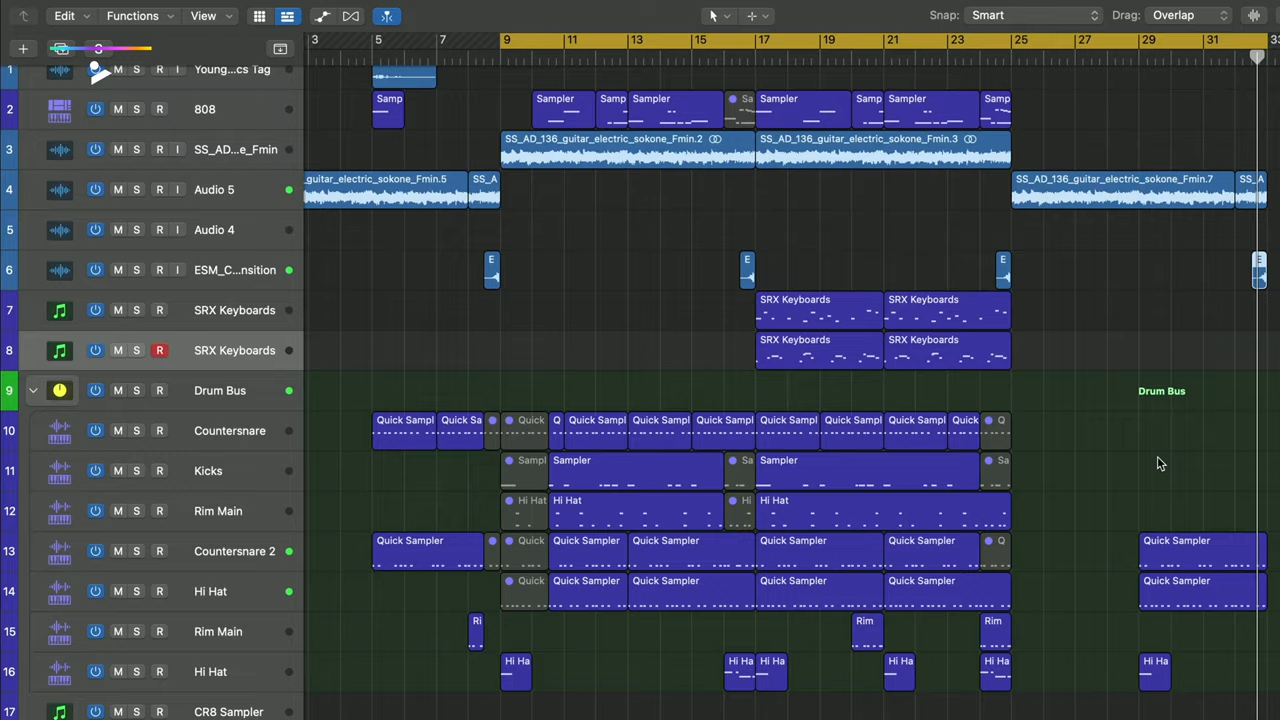 Edit Functions View Snap: Smart Drag: Overlap
3 5 7 9 11 13 15 17 19 21 23 25 27 29 31 33
1 M S R I Young...cs Tag
2 M S R 808 Samp Sampler Samp Sampler Sa Sampler Samp Sampler Samp
3 M S R I SS_AD...e_Fmin SS_AD_136_guitar_electric_sokone_Fmin.2 SS_AD_136_guitar_electric_sokone_Fmin.3
4 M S R I Audio 5 _guitar_electric_sokone_Fmin.5 SS_A SS_AD_136_guitar_electric_sokone_Fmin.7 SS_A
5 M S R I Audio 4
6 M S R I ESM_C...nsition E E E E
7 M S R SRX Keyboards SRX Keyboards SRX Keyboards
8 M S R SRX Keyboards SRX Keyboards SRX Keyboards
9 M S R Drum Bus Drum Bus
10 M S R Countersnare Quick Sampl Quick Sa Quick Q Quick Sampl Quick Sampl Quick Sampl Quick Sampl Quick Sampl Quick Sampl Quick Q
11 M S R Kicks Sampl Sampler Sa Sampler Sa
12 M S R Rim Main Hi Hat Hi Hat Hi Hi Hat
13 M S R Countersnare 2 Quick Sampler Quick Quick Sampler Quick Sampler Quick Sampler Quick Sampler Q Quick Sampler
14 M S R Hi Hat Quick Quick Sampler Quick Sampler Quick Sampler Quick Sampler Quick Sampler
15 M S R Rim Main Ri Rim Rim
16 M S R Hi Hat Hi Ha Hi Ha Hi Ha Hi Ha Hi Ha Hi Ha
17 M S R CR8 Sampler